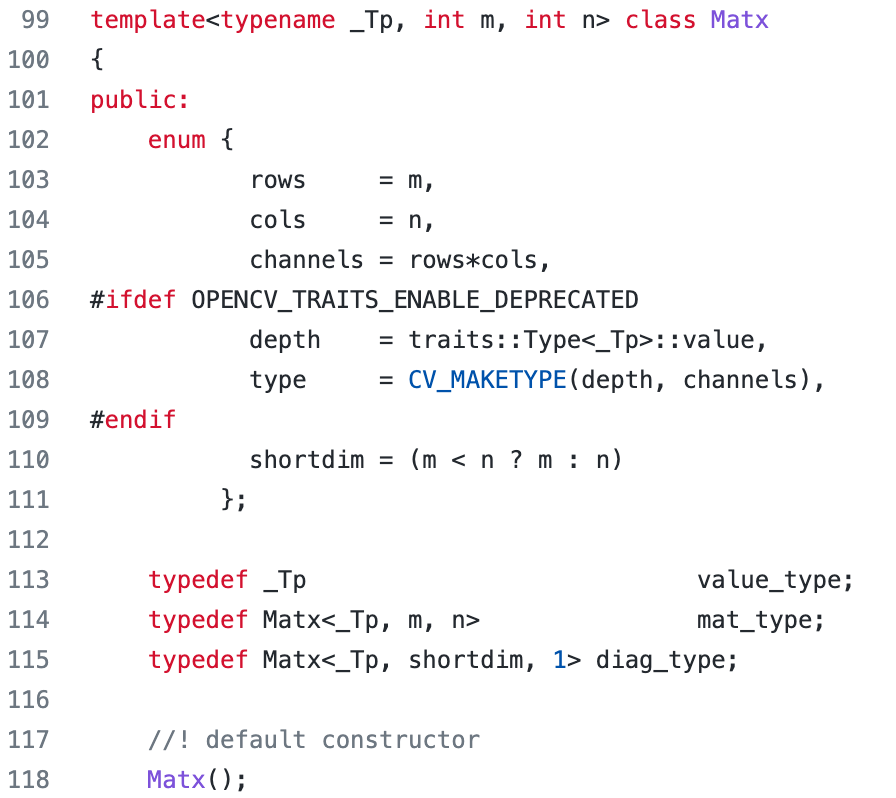 99 template<typename _Tp, int m, int n> class Matx
100 {
101 public:
102     enum {
103            rows     = m,
104            cols     = n,
105            channels = rows*cols,
106 #ifdef OPENCV_TRAITS_ENABLE_DEPRECATED
107            depth    = traits::Type<_Tp>::value,
108            type     = CV_MAKETYPE(depth, channels),
109 #endif
110            shortdim = (m < n ? m : n)
111          };
112
113     typedef _Tp                           value_type;
114     typedef Matx<_Tp, m, n>               mat_type;
115     typedef Matx<_Tp, shortdim, 1> diag_type;
116
117     //! default constructor
118     Matx();